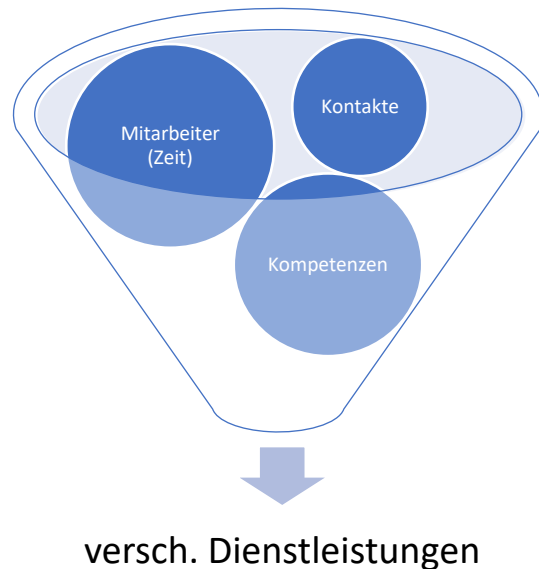 Kontakte
Mitarbeiter
(Zeit)
Kompetenzen
versch. Dienstleistungen